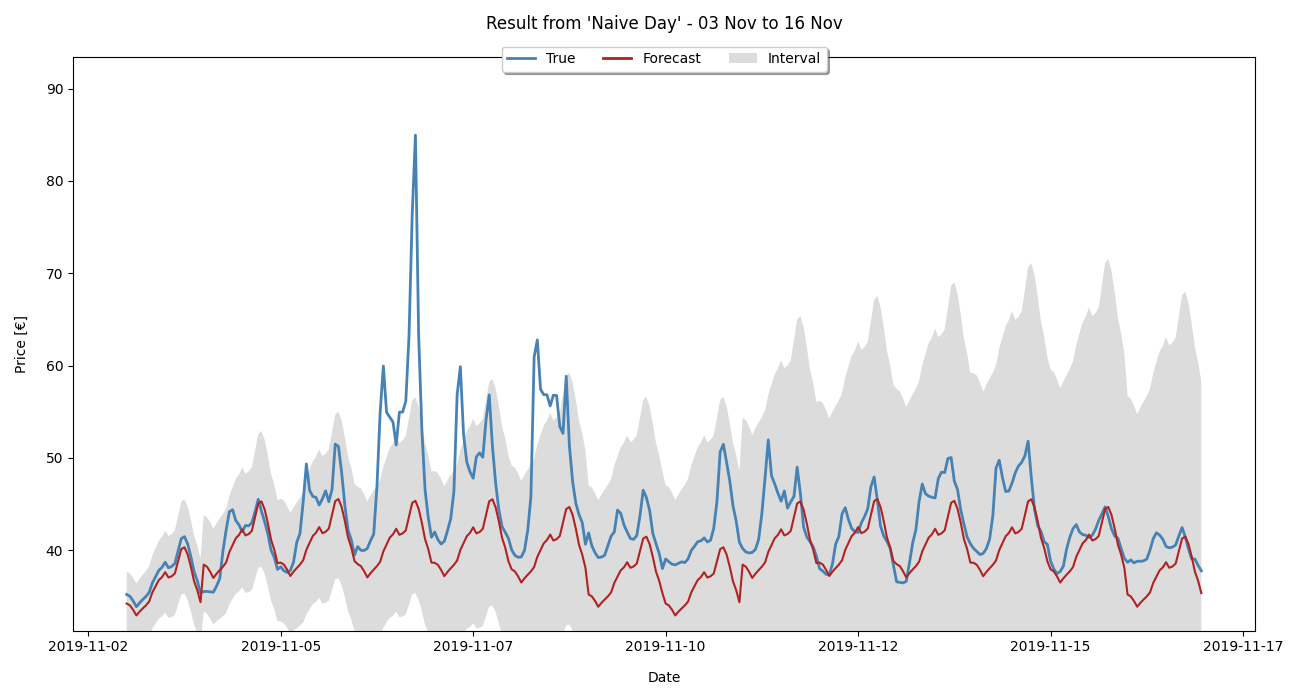 Result from 'Naive Day' - 03 Nov to 16 Nov
True Forecast Interval
90
80
70
60
50
40
Price [€]
2019-11-02 2019-11-05 2019-11-07 2019-11-10 2019-11-12 2019-11-15 2019-11-17
Date